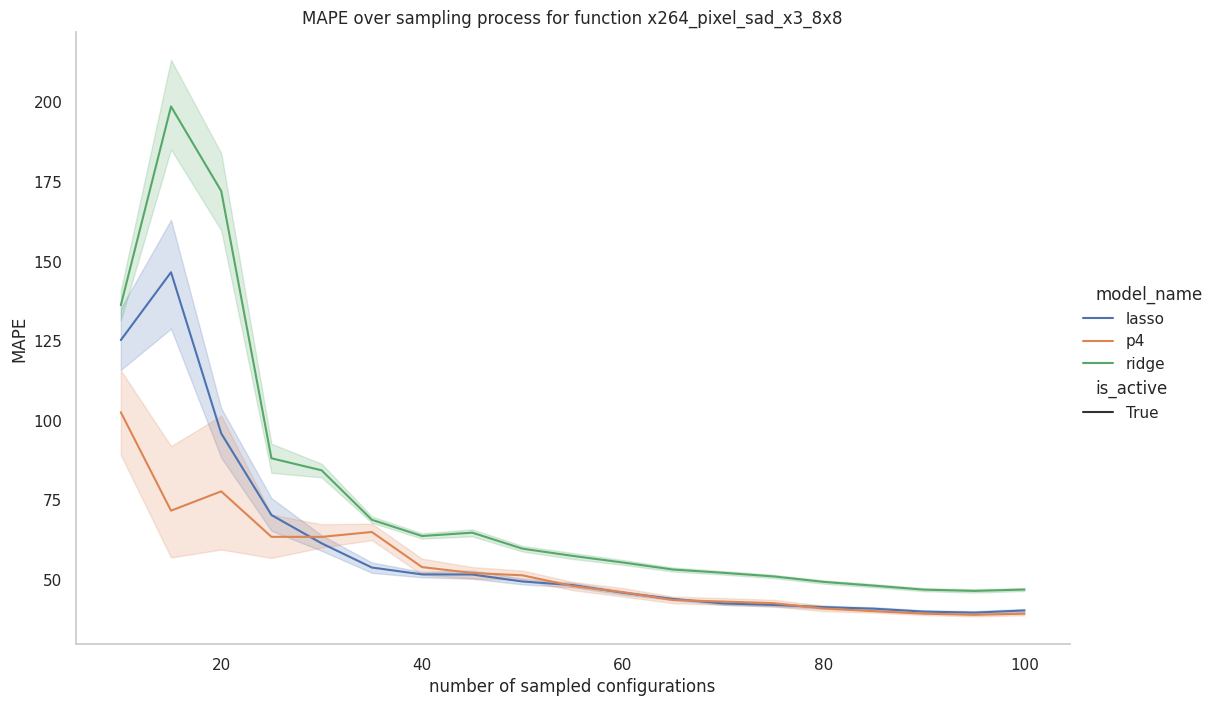 MAPE over sampling process for function x264_pixel_sad_x3_8x8
200
175
150
125
100
75
50
MAPE
20
40
60
80
100
number of sampled configurations
model_name
lasso
p4
ridge
is_active
True